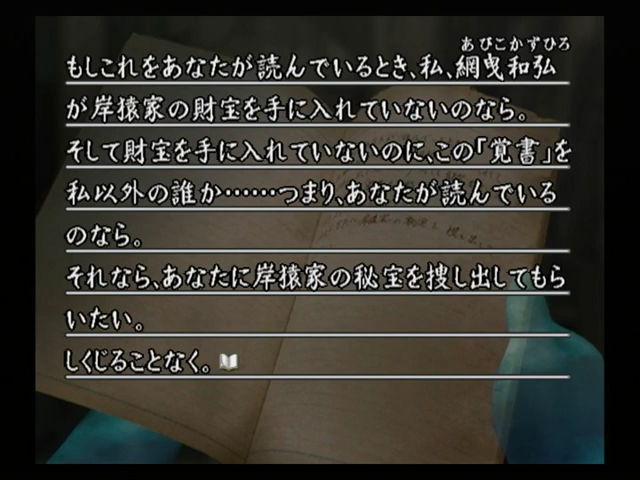 あびこかずひろ
もしこれをあなたが読んでいるとき、私、網曳和弘
が岸猿家の財宝を手に入れていないのなら。
そして財宝を手に入れていないのに、この「覚書」を
私以外の誰か……つまり、あなたが読んでいる
のなら。
それなら、あなたに岸猿家の秘宝を捜し出してもら
いたい。
しくじることなく。